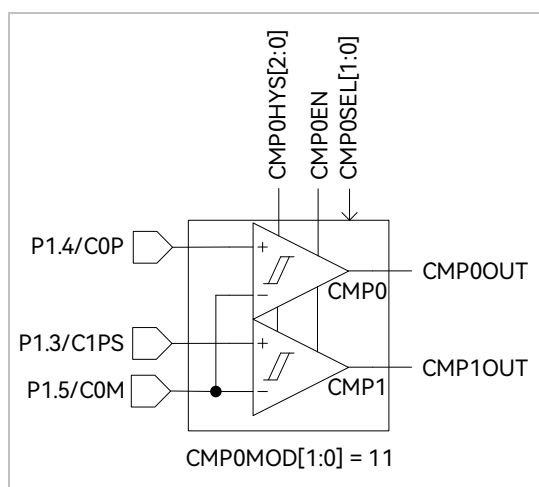 CMP0HYS[2:0]
CMP0EN
CMP0SEL[1:0]
P1.4/C0P
+
−
CMP0
CMP0OUT
P1.3/C1PS
+
P1.5/C0M
−
CMP1
CMP1OUT
CMP0MOD[1:0] = 11